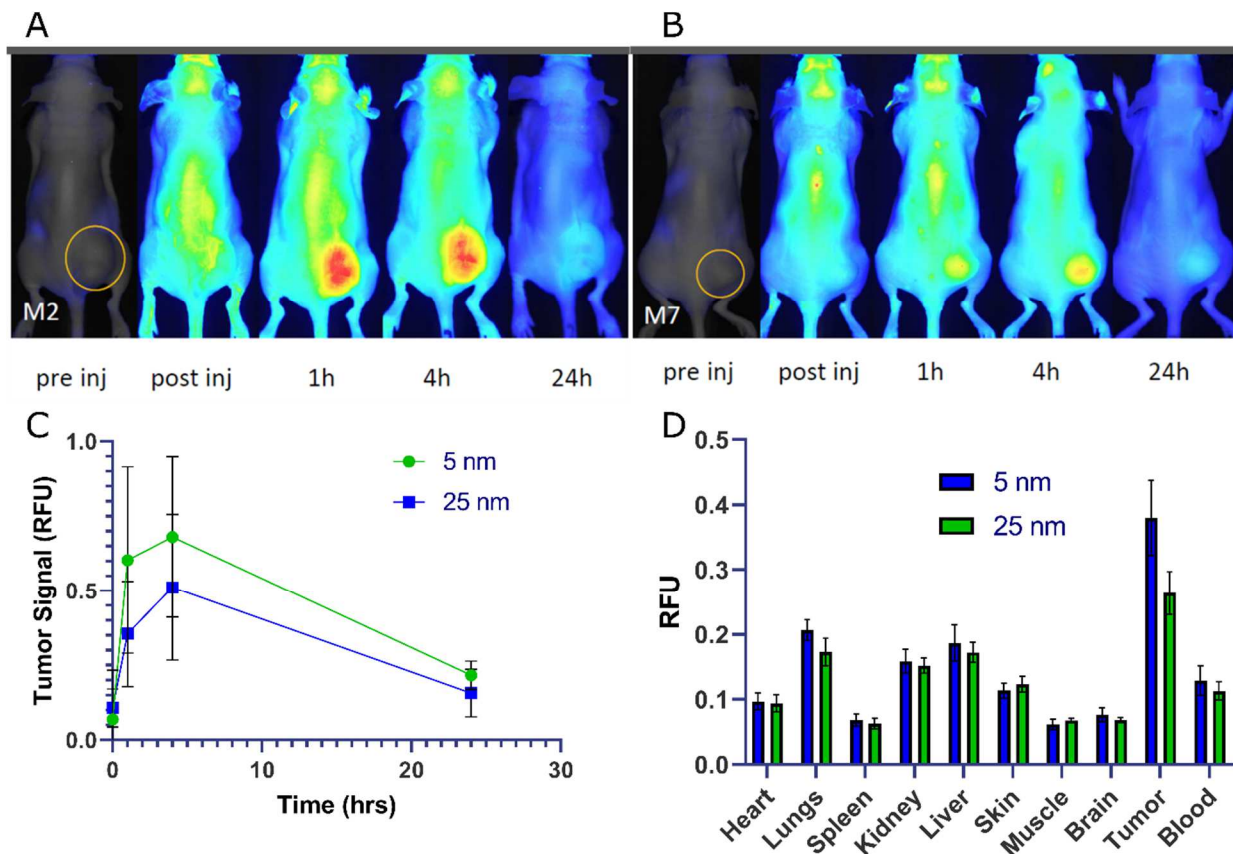 A
B
M2
M7
pre inj
post inj
1h
4h
24h
pre inj
post inj
1h
4h
24h
C
Tumor Signal (RFU)
1.0
0.5
0.0
0
10
20
30
Time (hrs)
5 nm
25 nm
D
RFU
0.5
0.4
0.3
0.2
0.1
0.0
5 nm
25 nm
Heart
Lungs
Spleen
Kidney
Liver
Skin
Muscle
Brain
Tumor
Blood